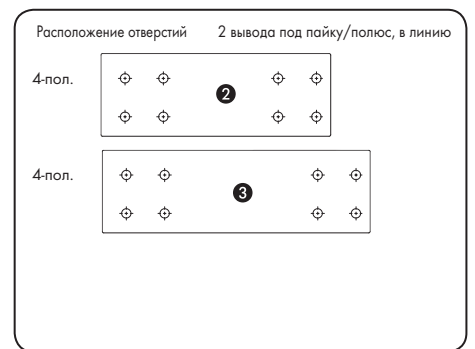 Расположение отверстий 2 вывода под пайку/полюс, в линию
4-пол.
2
4-пол.
3